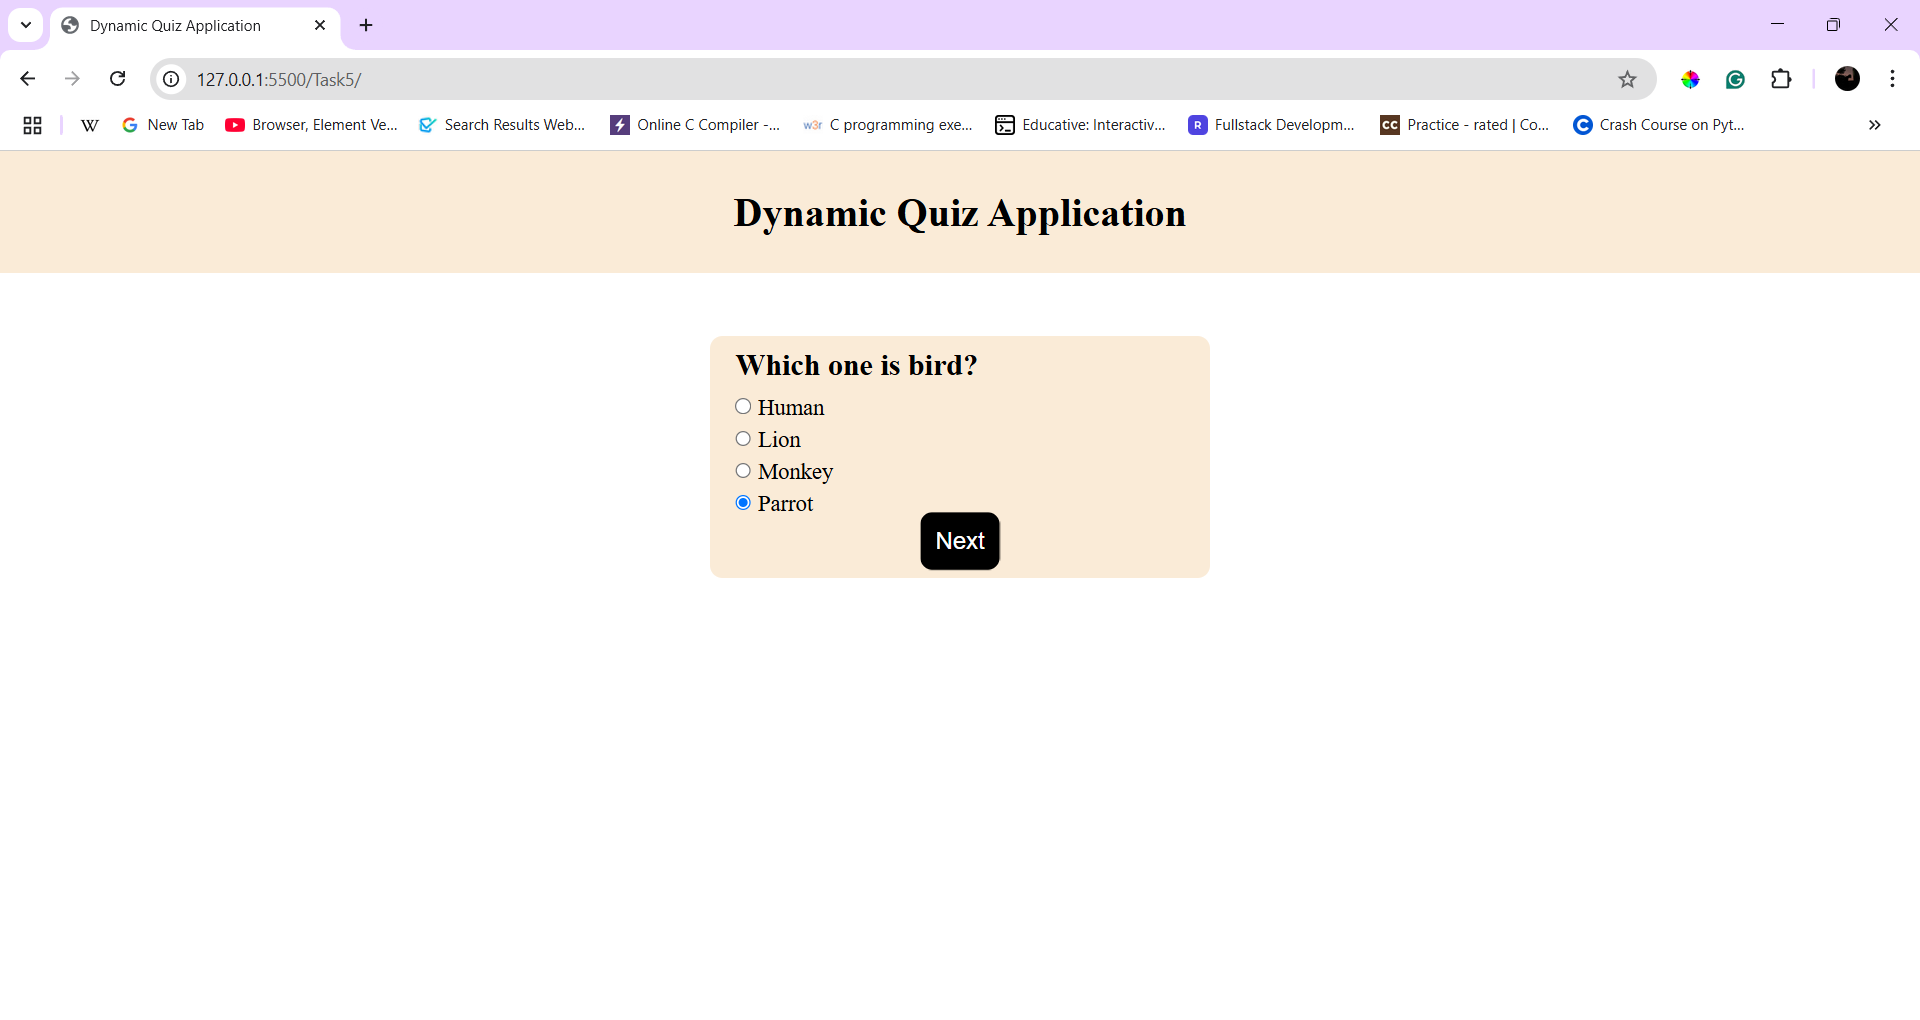 Dynamic Quiz Application
127.0.0.1:5500/Task5/
W New Tab Browser, Element Ve... Search Results Web... Online C Compiler -... w3r C programming exe... Educative: Interactiv... R Fullstack Developm... CC Practice - rated | Co... C Crash Course on Pyt...
Dynamic Quiz Application
Which one is bird?
Human
Lion
Monkey
Parrot
Next